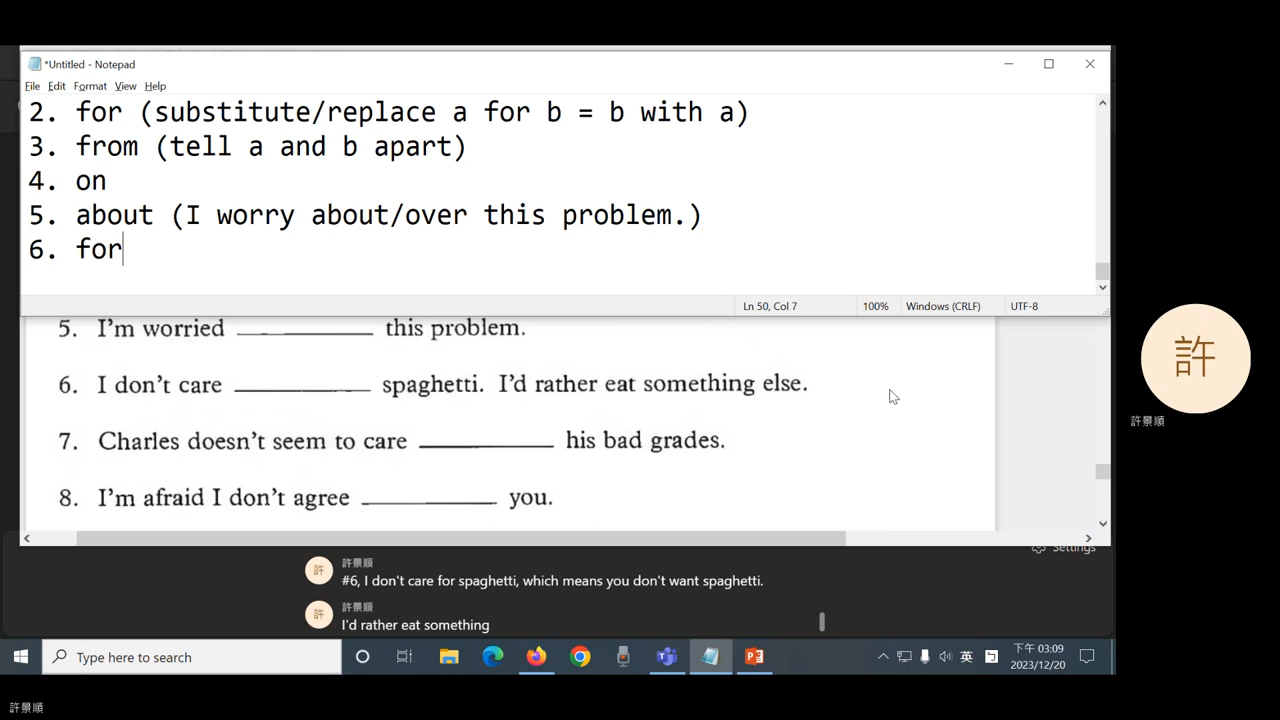 *Untitled - Notepad
File Edit Format View Help
2. for (substitute/replace a for b = b with a)
3. from (tell a and b apart)
4. on
5. about (I worry about/over this problem.)
6. for
Ln 50, Col 7 100% Windows (CRLF) UTF-8
5. I'm worried ____________ this problem.
6. I don't care ____________ spaghetti. I'd rather eat something else.
7. Charles doesn't seem to care ____________ his bad grades.
8. I'm afraid I don't agree ____________ you.
Settings
許
許景順
許
許景順
#6, I don't care for spaghetti, which means you don't want spaghetti.
許
許景順
I'd rather eat something
Type here to search
英
下午 03:09
2023/12/20
許景順